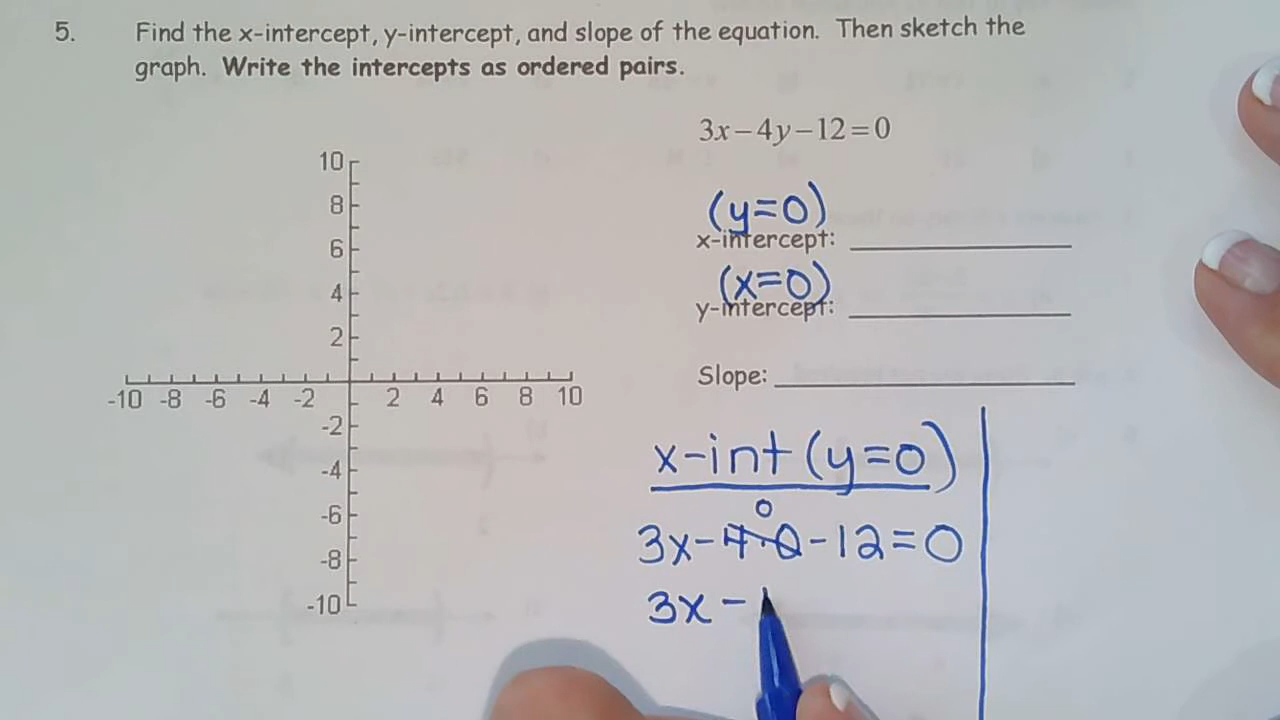 5. Find the x-intercept, y-intercept, and slope of the equation. Then sketch the
graph. Write the intercepts as ordered pairs.
3x-4y-12=0
(y=0)
x-intercept: ____________
(x=0)
y-intercept: ____________
Slope: ____________
10
8
6
4
2
-10 -8 -6 -4 -2 2 4 6 8 10
-2
-4
-6
-8
-10
x-int (y=0)
0
3x-4·0-12=0
3x-